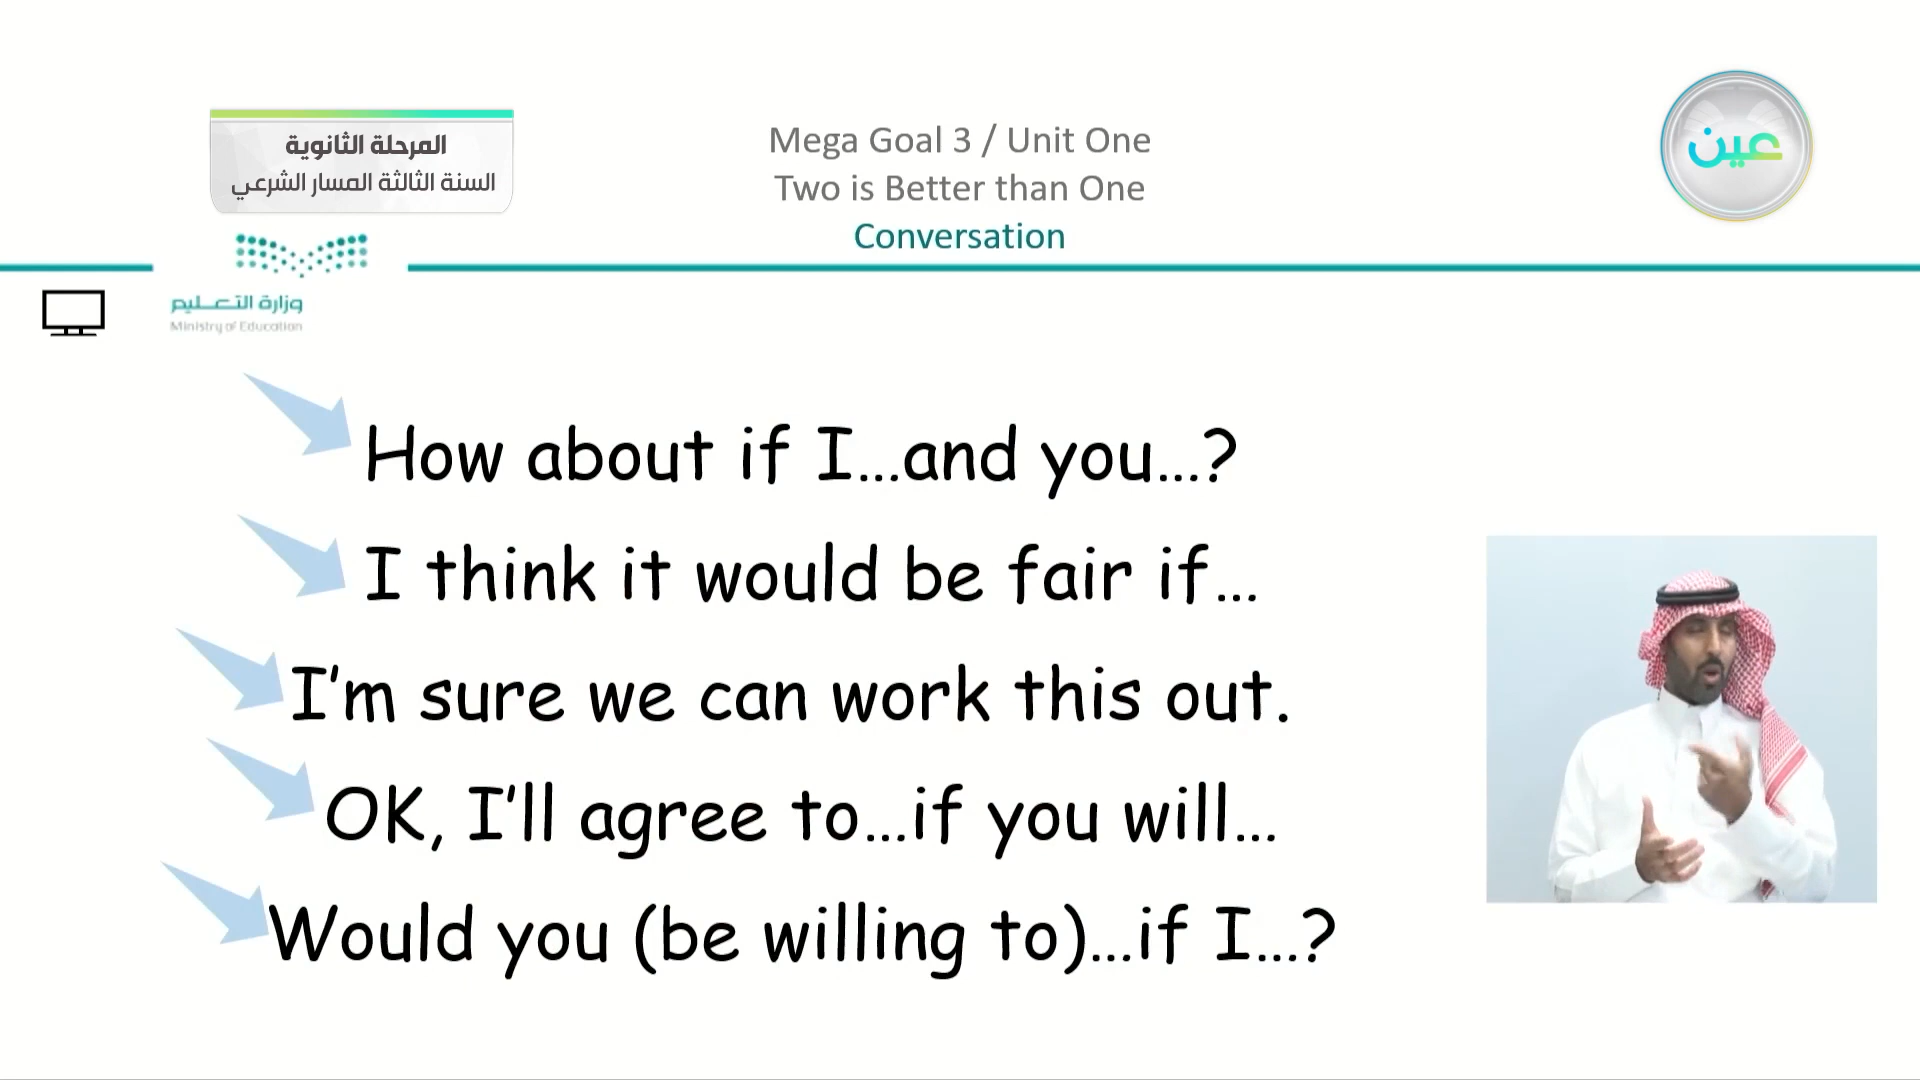 المرحلة الثانوية
السنة الثالثة المسار الشرعي
Mega Goal 3 / Unit One
Two is Better than One
Conversation
عين
وزارة التعليم
Ministry of Education
How about if I...and you...?
I think it would be fair if...
I'm sure we can work this out.
OK, I'll agree to...if you will...
Would you (be willing to)...if I...?